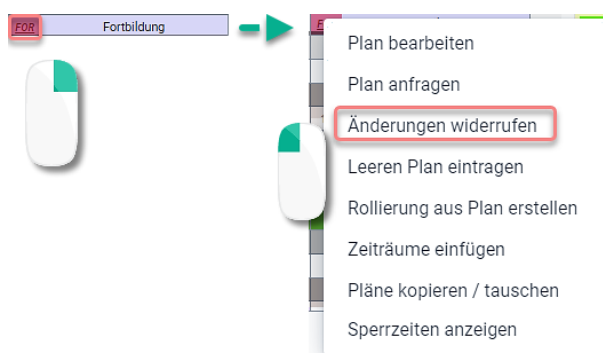 FOR Fortbildung
Plan bearbeiten
Plan anfragen
Änderungen widerrufen
Leeren Plan eintragen
Rollierung aus Plan erstellen
Zeiträume einfügen
Pläne kopieren / tauschen
Sperrzeiten anzeigen